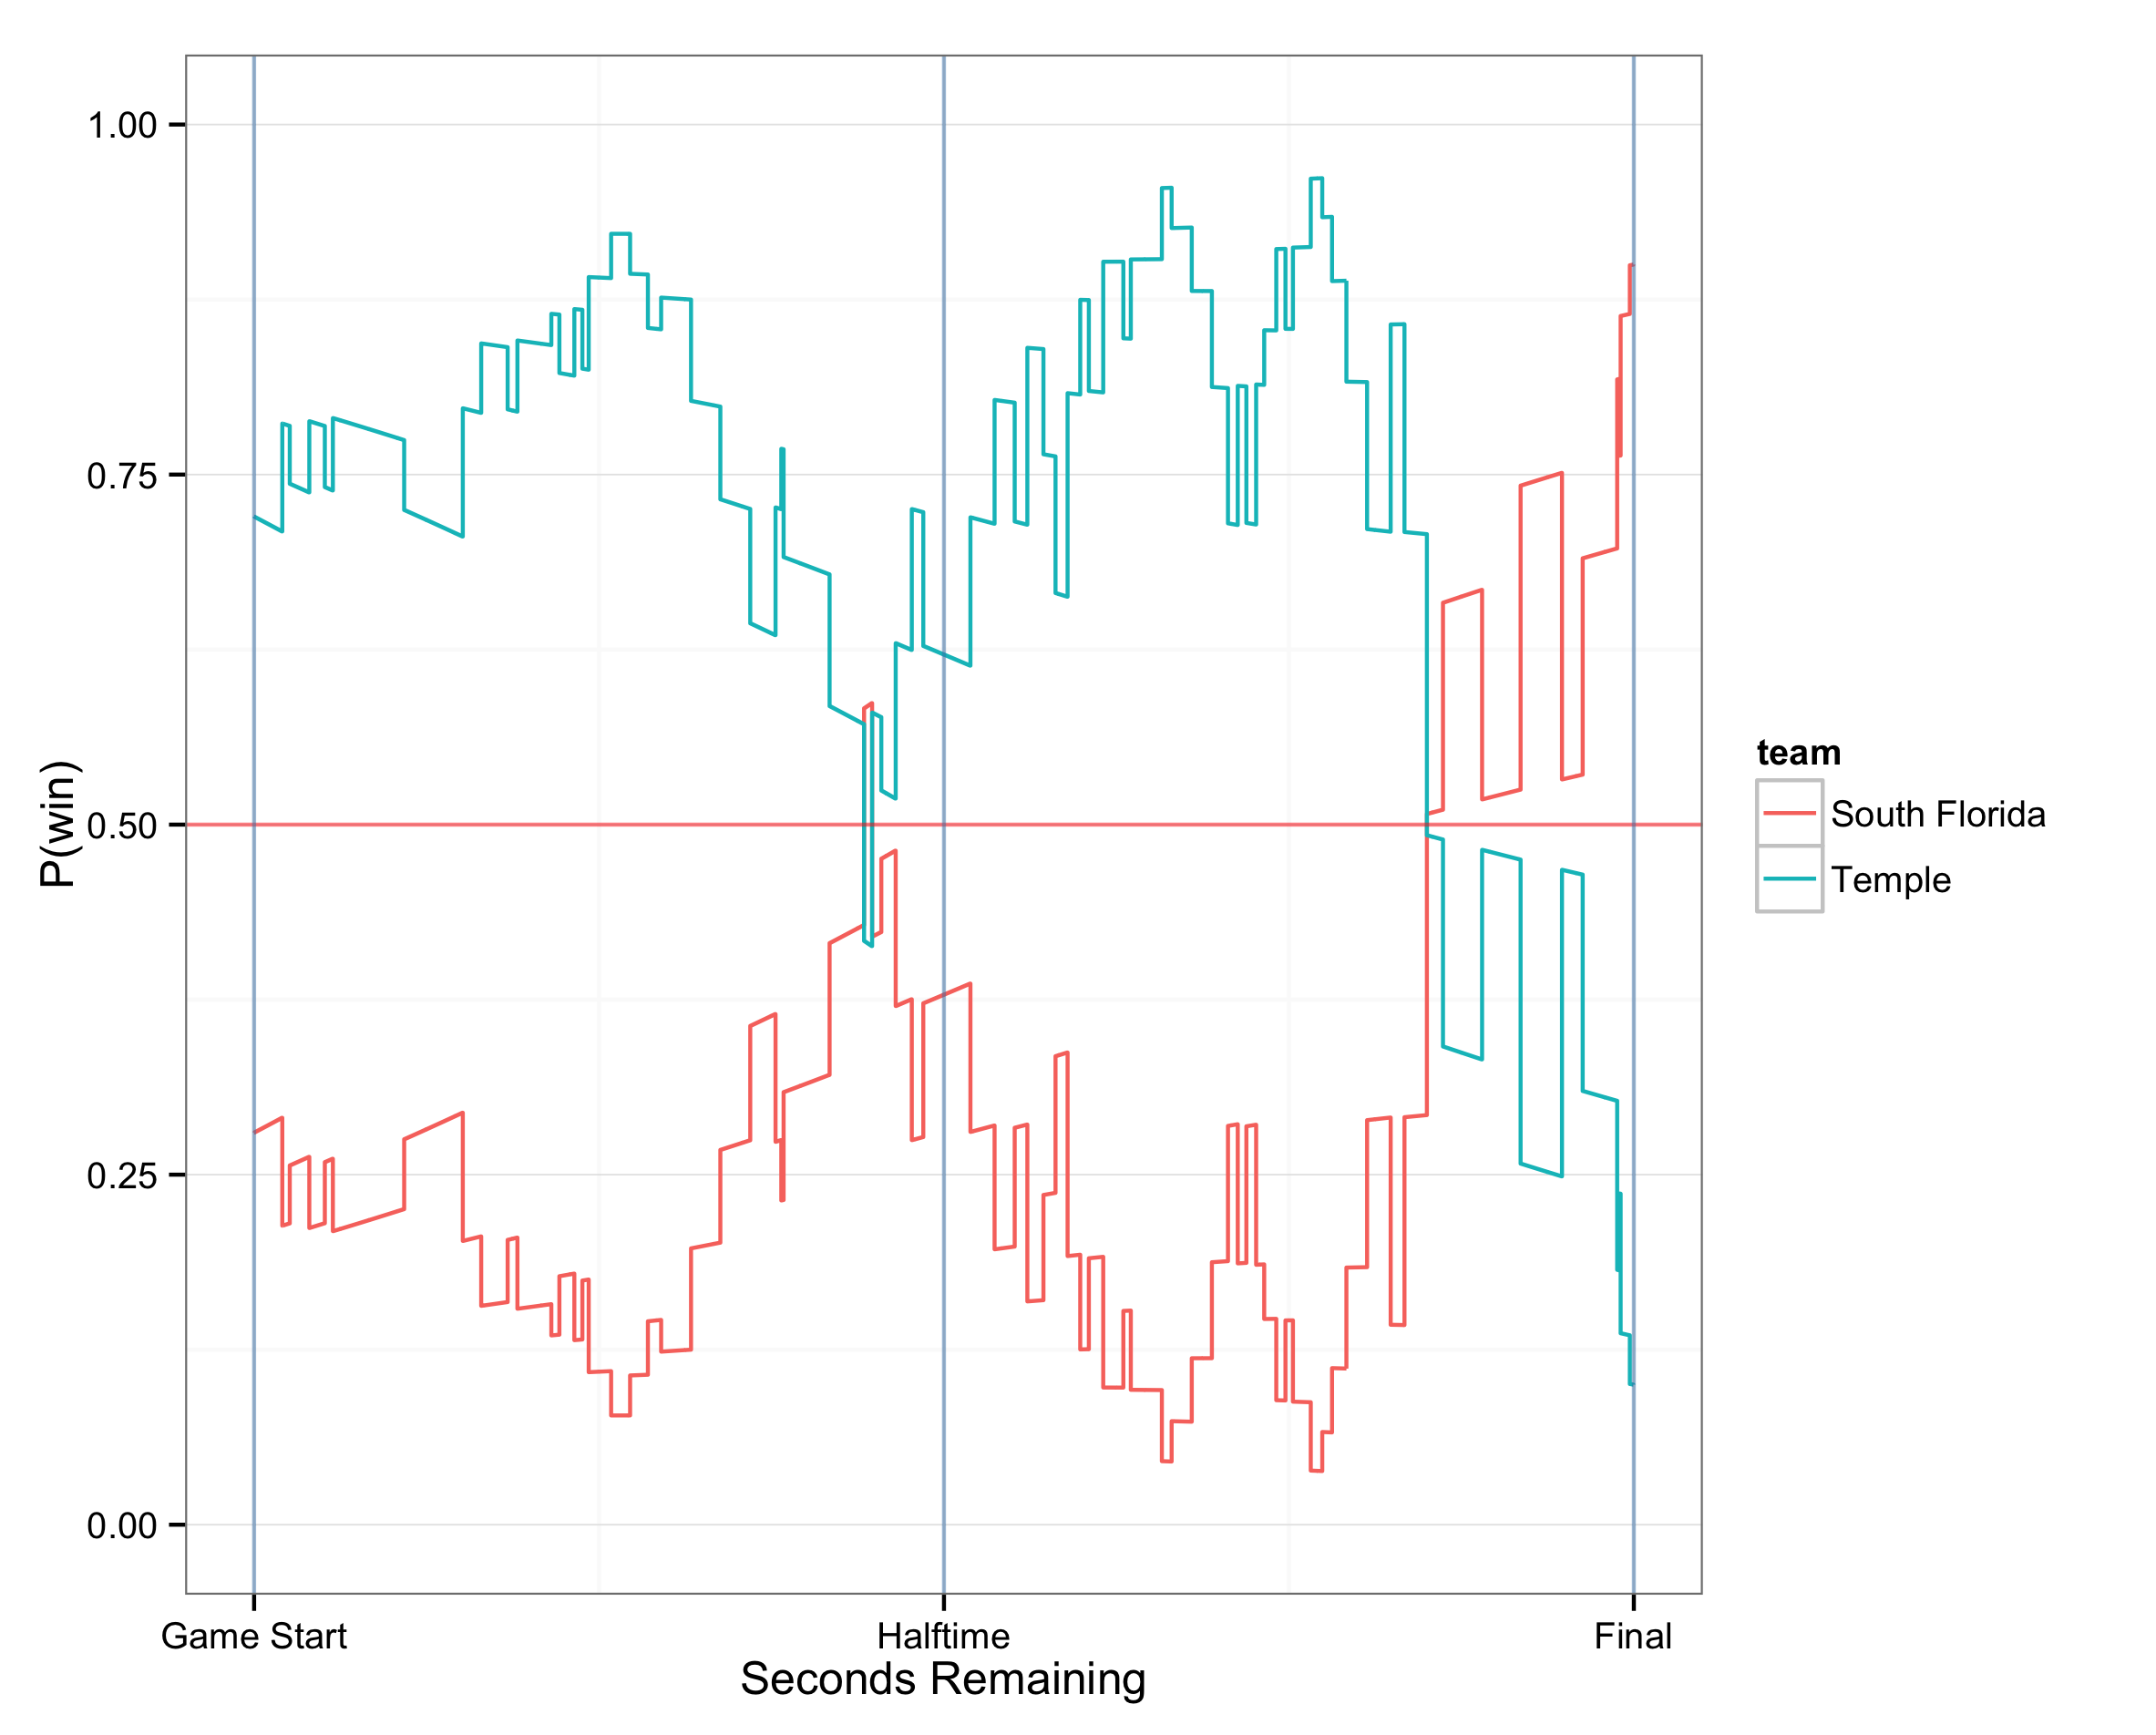 1.00
0.75
0.50
0.25
0.00
P(win)
Game Start
Halftime
Final
Seconds Remaining
team
South Florida
Temple